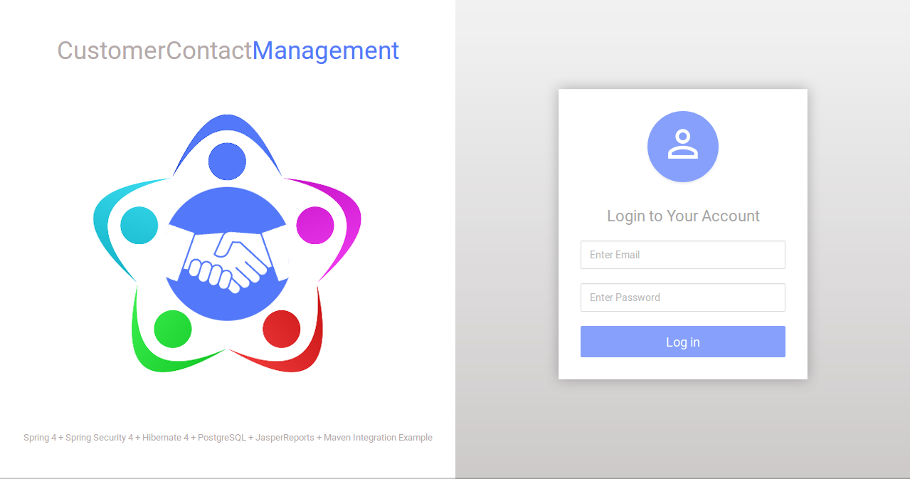 CustomerContactManagement
Spring 4 + Spring Security 4 + Hibernate 4 + PostgreSQL + JasperReports + Maven Integration Example
Login to Your Account
Enter Email
Enter Password
Log in